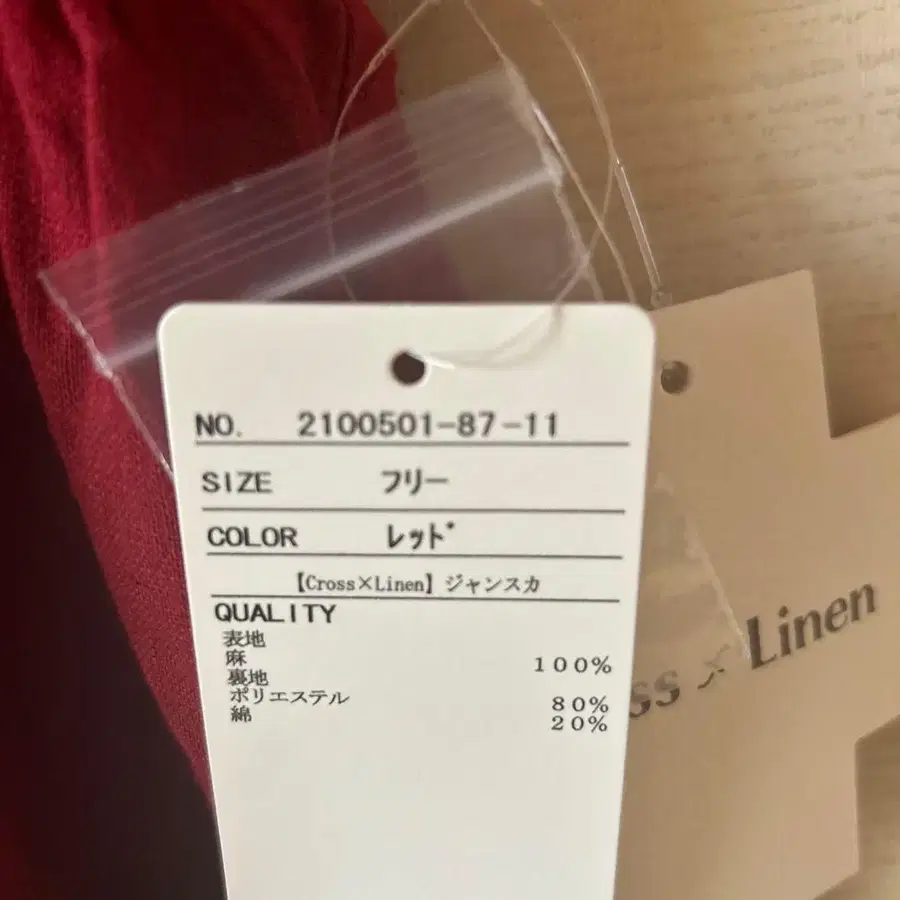 NO. 2100501-87-11
SIZE フリー
COLOR レッド
【Cross×Linen】ジャンスカ
QUALITY
表地
麻 100%
裏地
ポリエステル 80%
綿 20%
ss × Linen